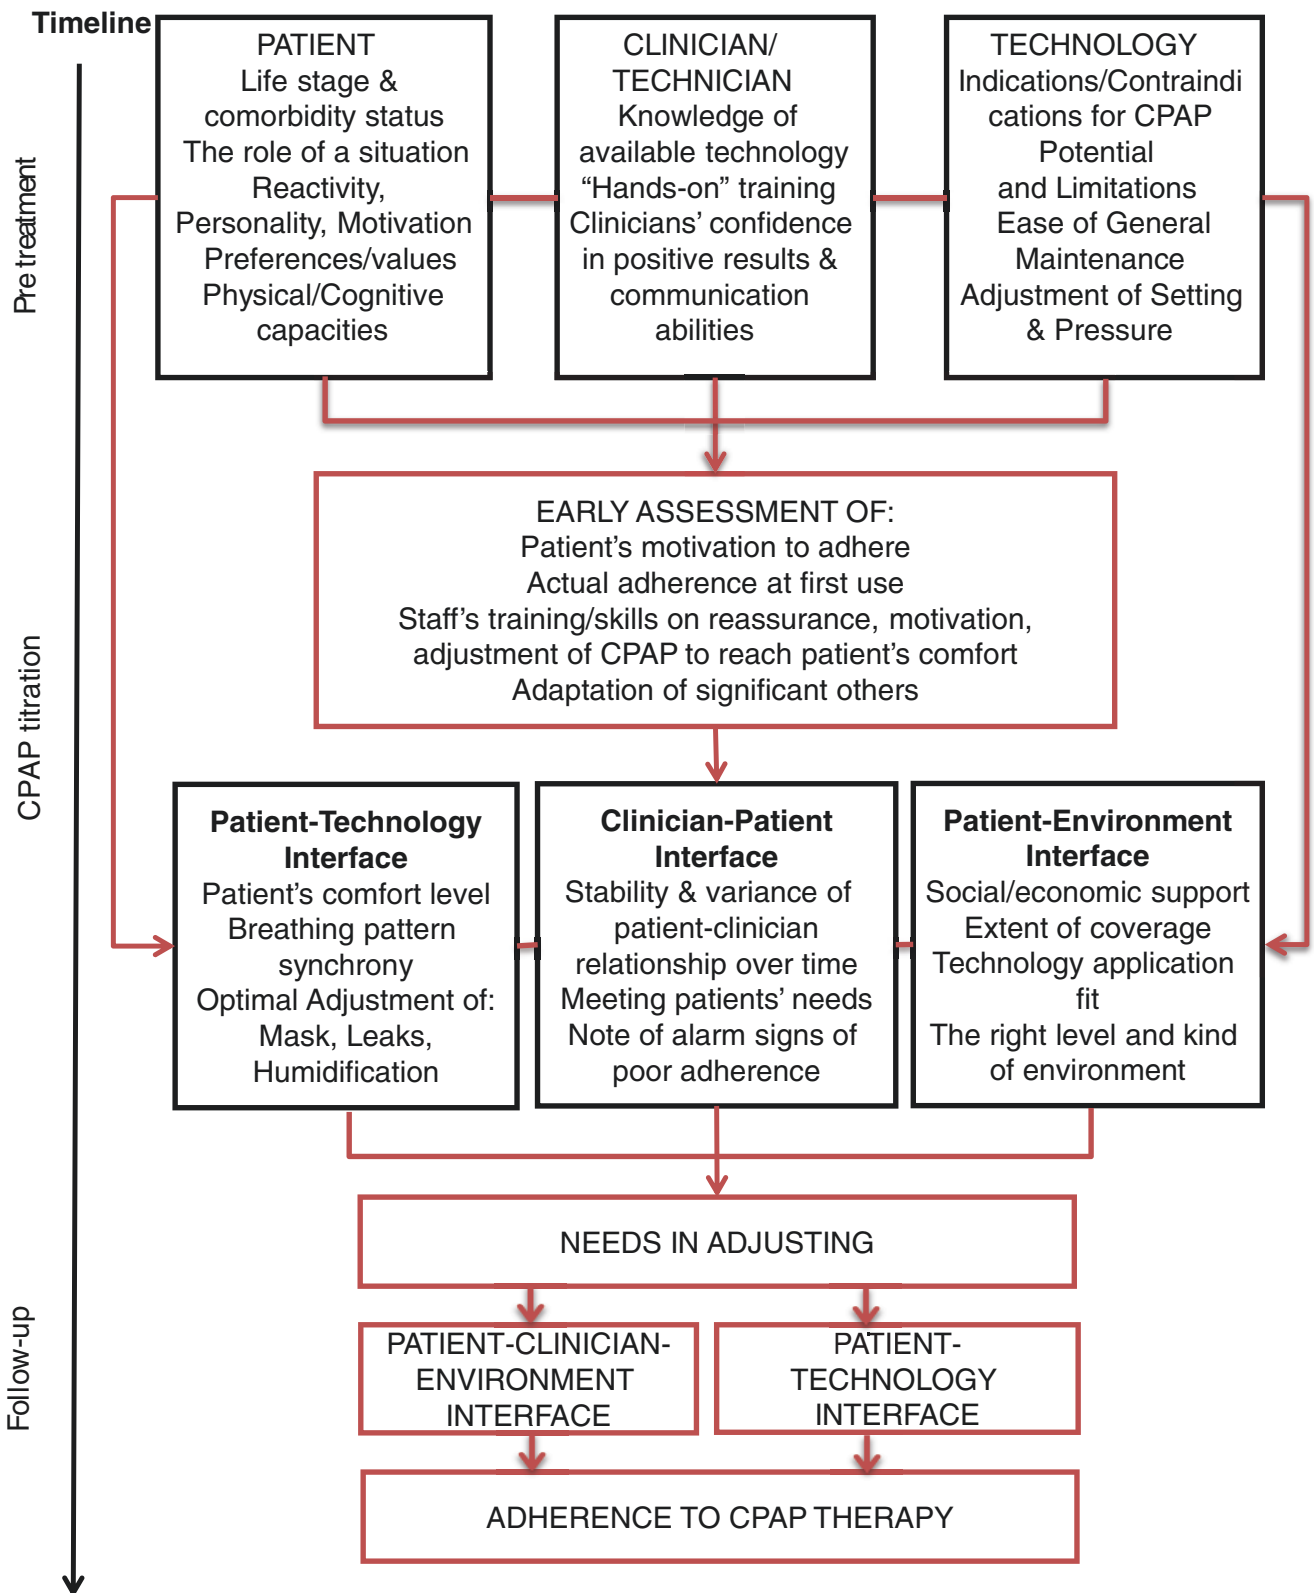 Timeline
Pretreatment
CPAP titration
Follow-up
PATIENT
Life stage &
comorbidity status
The role of a situation
Reactivity,
Personality, Motivation
Preferences/values
Physical/Cognitive
capacities
CLINICIAN/
TECHNICIAN
Knowledge of
available technology
“Hands-on” training
Clinicians’ confidence
in positive results &
communication
abilities
TECHNOLOGY
Indications/Contraindi
cations for CPAP
Potential
and Limitations
Ease of General
Maintenance
Adjustment of Setting
& Pressure
EARLY ASSESSMENT OF:
Patient’s motivation to adhere
Actual adherence at first use
Staff’s training/skills on reassurance, motivation,
adjustment of CPAP to reach patient’s comfort
Adaptation of significant others
Patient-Technology
Interface
Patient’s comfort level
Breathing pattern
synchrony
Optimal Adjustment of:
Mask, Leaks,
Humidification
Clinician-Patient
Interface
Stability & variance of
patient-clinician
relationship over time
Meeting patients’ needs
Note of alarm signs of
poor adherence
Patient-Environment
Interface
Social/economic support
Extent of coverage
Technology application
fit
The right level and kind
of environment
NEEDS IN ADJUSTING
PATIENT-CLINICIAN-
ENVIRONMENT
INTERFACE
PATIENT-
TECHNOLOGY
INTERFACE
ADHERENCE TO CPAP THERAPY